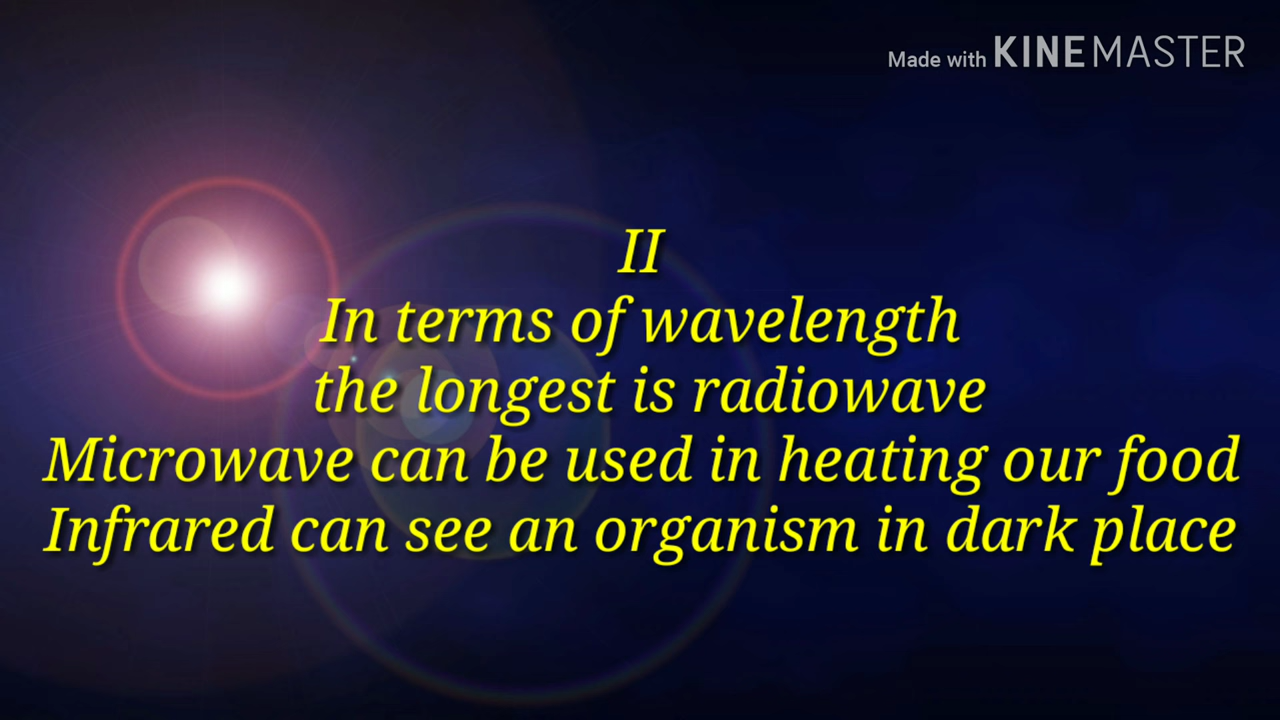 Made with KINEMASTER
II
In terms of wavelength
the longest is radiowave
Microwave can be used in heating our food
Infrared can see an organism in dark place